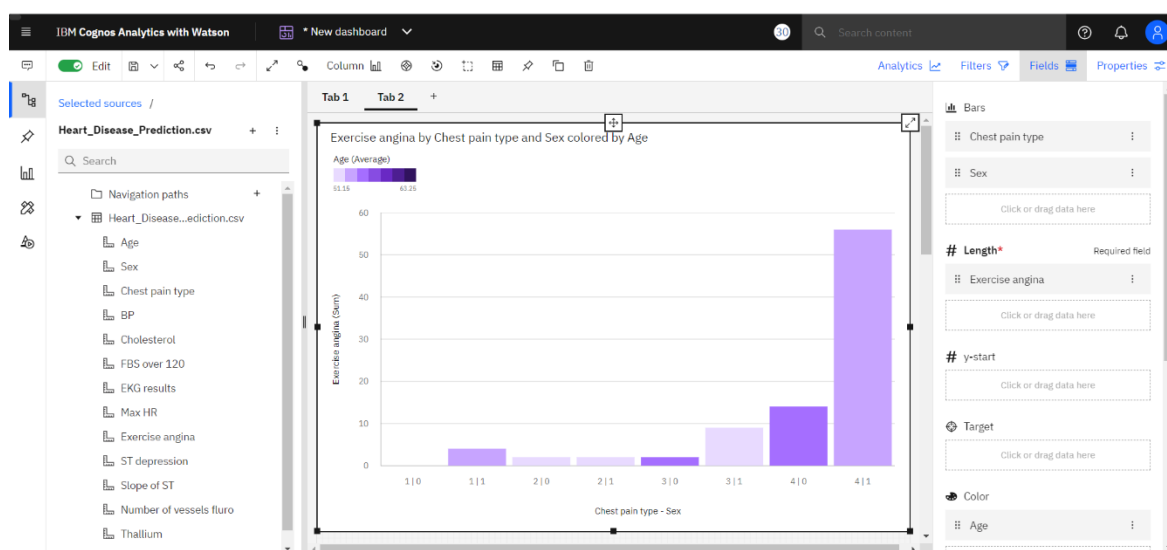 IBM Cognos Analytics with Watson
* New dashboard
30
Search content
Edit
Column
Analytics
Filters
Fields
Properties
Selected sources /
Heart_Disease_Prediction.csv
Search
Navigation paths
Heart_Disease...ediction.csv
Age
Sex
Chest pain type
BP
Cholesterol
FBS over 120
EKG results
Max HR
Exercise angina
ST depression
Slope of ST
Number of vessels fluro
Thallium
Tab 1
Tab 2
Exercise angina by Chest pain type and Sex colored by Age
Age (Average)
51.15
63.25
Exercise angina (Sum)
60
50
40
30
20
10
0
1|0
1|1
2|0
2|1
3|0
3|1
4|0
4|1
Chest pain type - Sex
Bars
Chest pain type
Sex
Click or drag data here
# Length*
Required field
Exercise angina
Click or drag data here
# y-start
Click or drag data here
Target
Click or drag data here
Color
Age